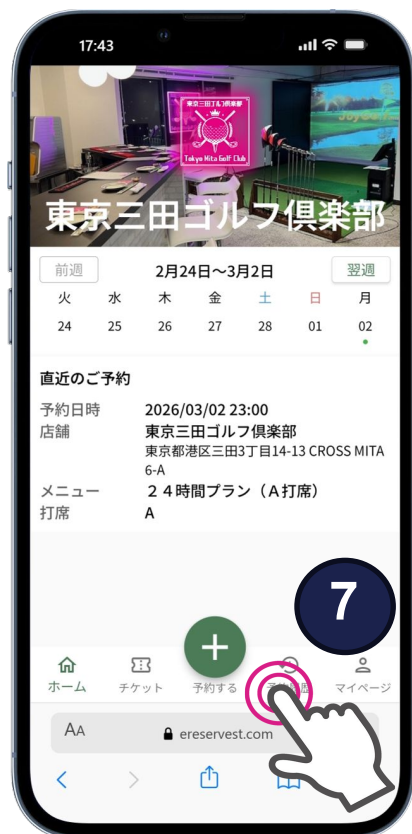 17:43
東京三田ゴルフ倶楽部
Tokyo Mita Golf Club
東京三田ゴルフ倶楽部
前週
2月24日〜3月2日
翌週
火 水 木 金 土 日 月
24 25 26 27 28 01 02
直近のご予約
予約日時 2026/03/02 23:00
店舗 東京三田ゴルフ倶楽部
東京都港区三田3丁目14-13 CROSS MITA
6-A
メニュー ２４時間プラン（Ａ打席）
打席 A
7
ホーム チケット 予約する マイページ
AA ereservest.com